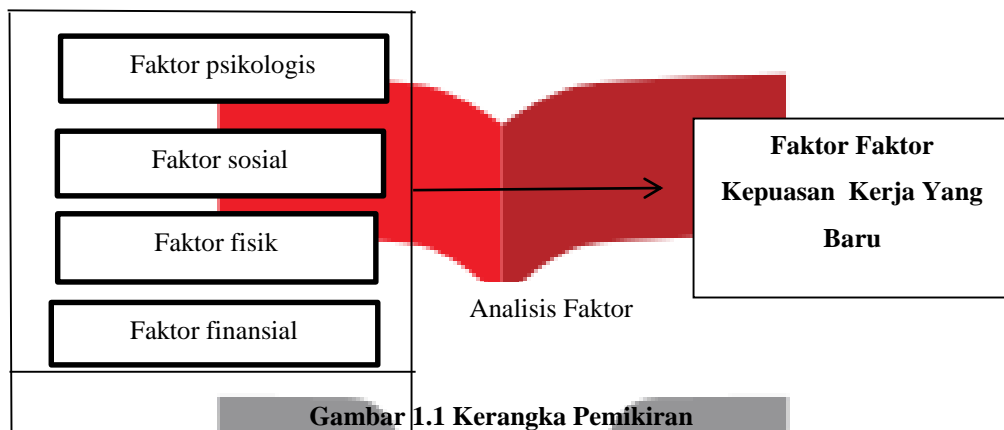 Faktor psikologis
Faktor sosial
Faktor fisik
Faktor finansial
Analisis Faktor
Faktor Faktor
Kepuasan Kerja Yang
Baru
Gambar 1.1 Kerangka Pemikiran